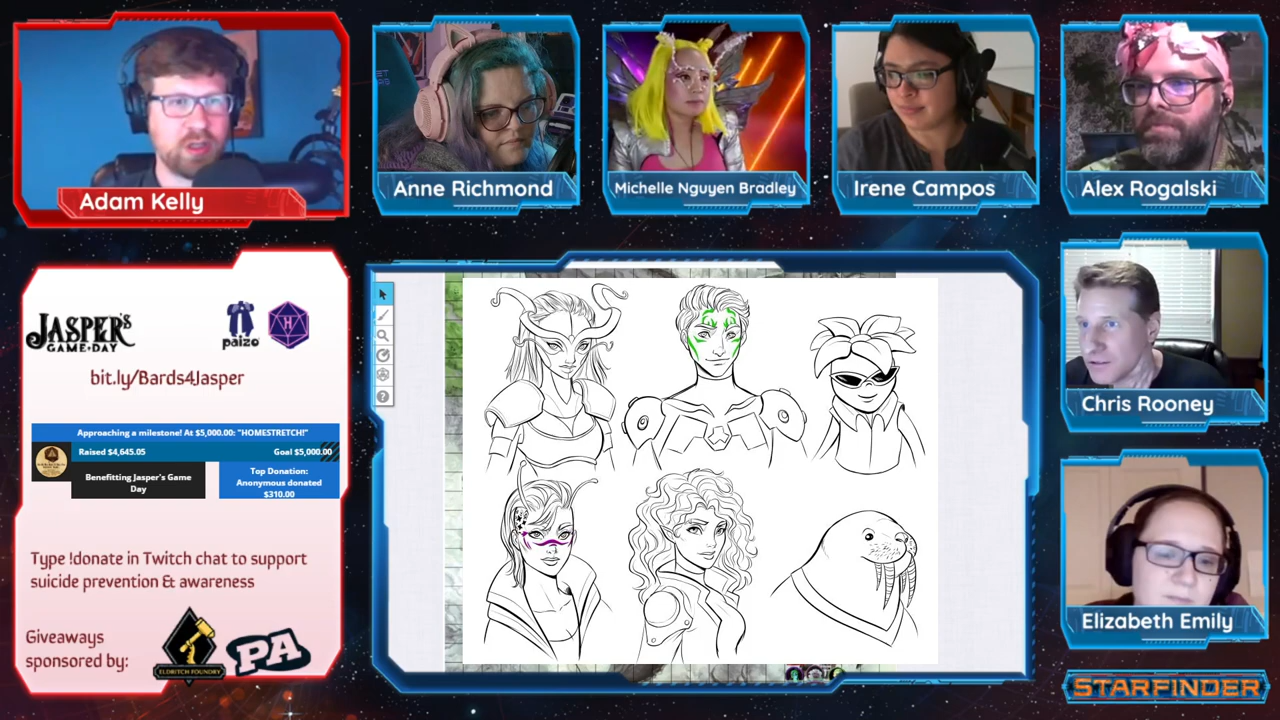 Adam Kelly
Anne Richmond
Michelle Nguyen Bradley
Irene Campos
Alex Rogalski
JASPER'S
GAME DAY
paizo
H
bit.ly/Bards4Jasper
Approaching a milestone! At $5,000.00: "HOMESTRETCH!"
Raised $4,645.05
Goal $5,000.00
Benefitting Jasper's Game
Day
Top Donation:
Anonymous donated
$310.00
Type !donate in Twitch chat to support
suicide prevention & awareness
Giveaways
sponsored by:
ELDRITCH FOUNDRY
PA
?
Chris Rooney
Elizabeth Emily
STARFINDER